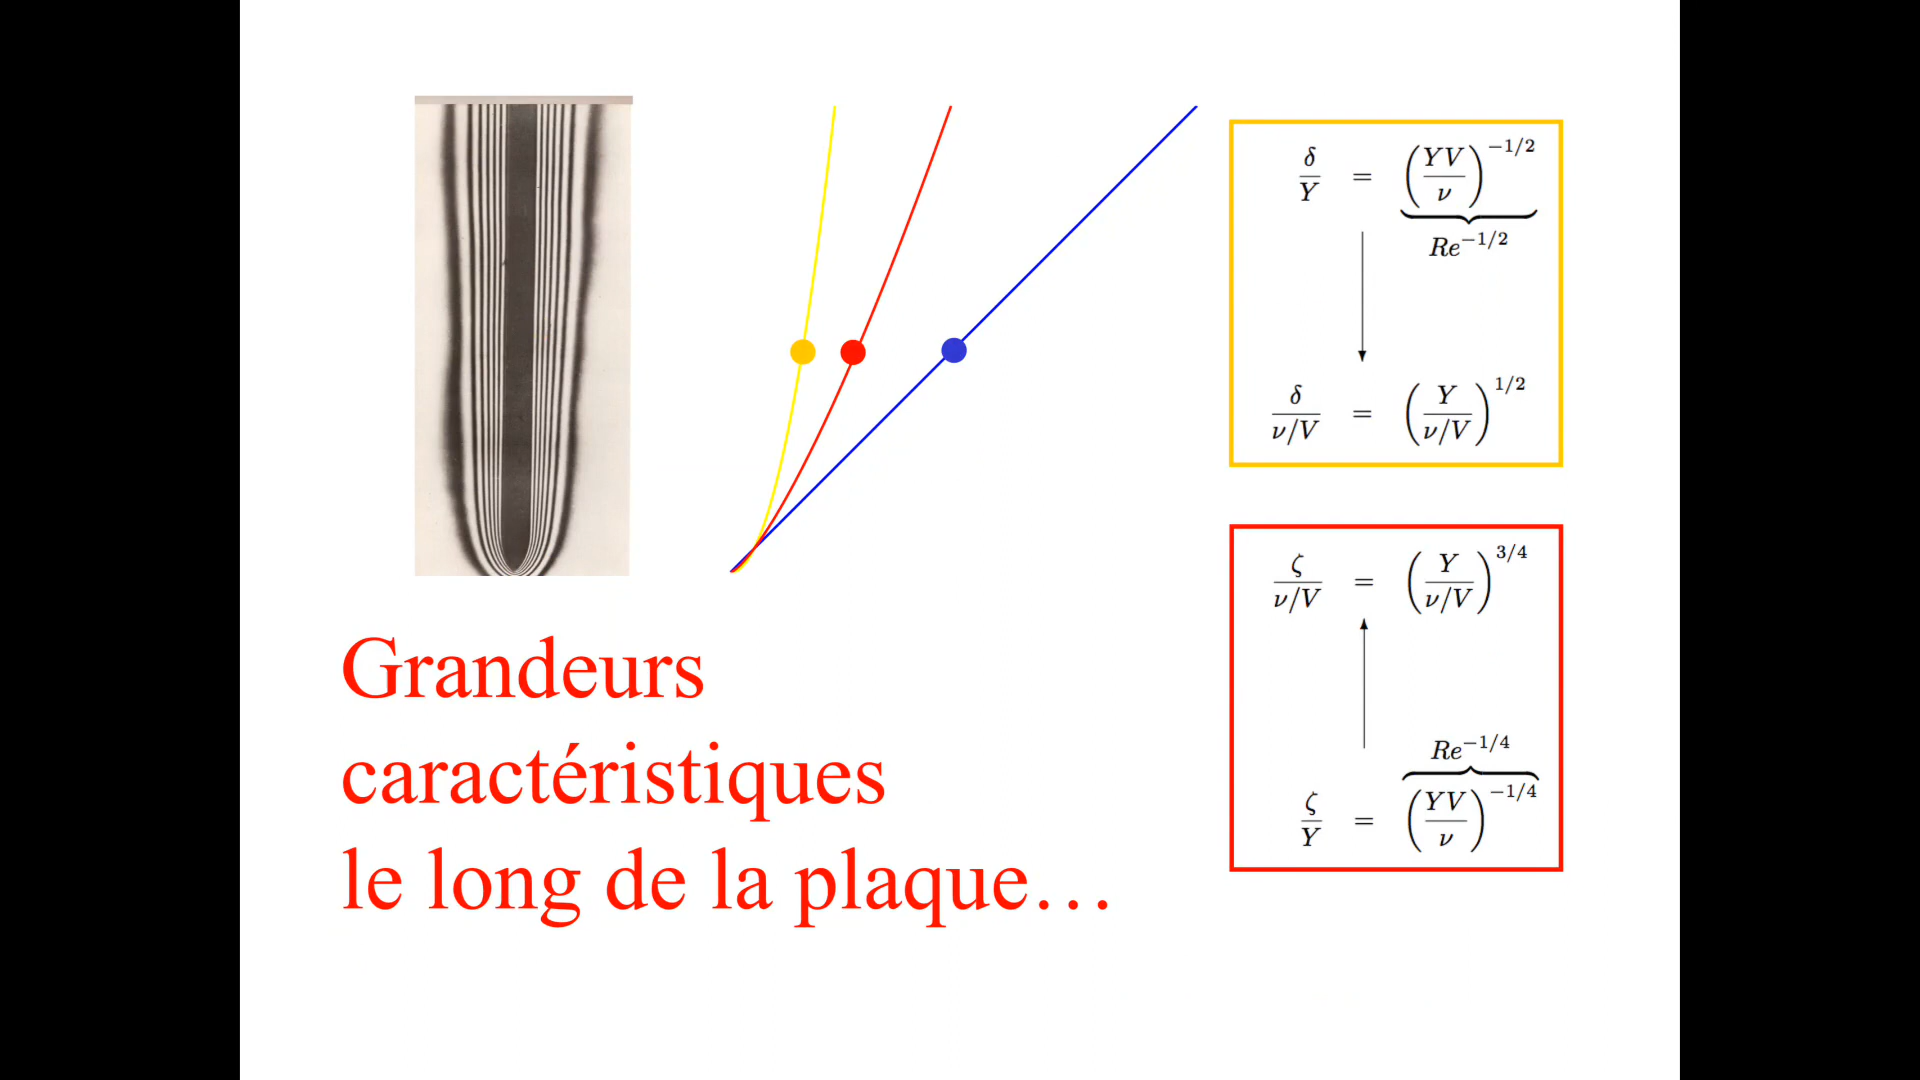 δ/Y = (YV/ν)^{-1/2}
Re^{-1/2}
δ/(ν/V) = (Y/(ν/V))^{1/2}
ζ/(ν/V) = (Y/(ν/V))^{3/4}
Re^{-1/4}
ζ/Y = (YV/ν)^{-1/4}
Grandeurs
caractéristiques
le long de la plaque…